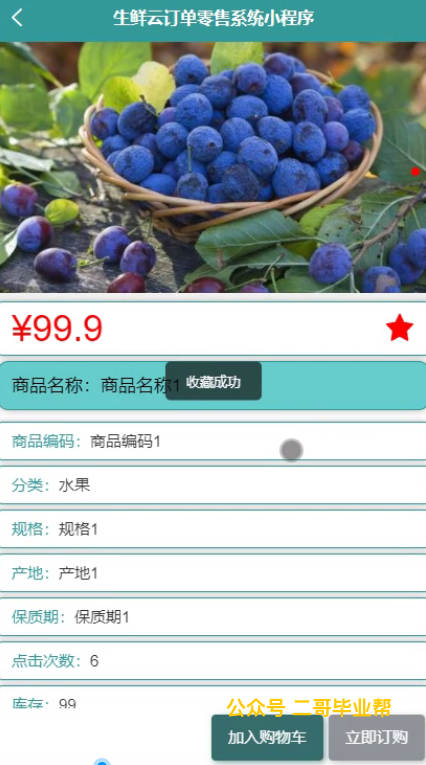 生鲜云订单零售系统小程序
¥99.9
商品名称：商品名称1
收藏成功
商品编码：商品编码1
分类：水果
规格：规格1
产地：产地1
保质期：保质期1
点击次数：6
库存：99
公众号 二哥毕业帮
加入购物车
立即订购